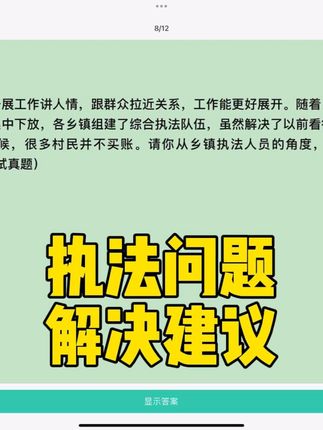 8/12
展工作讲人情，跟群众拉近关系，工作能更好展开。随着
中下放，各乡镇组建了综合执法队伍，虽然解决了以前看
候，很多村民并不买账。请你从乡镇执法人员的角度，
试真题）
执法问题
解决建议
显示答案